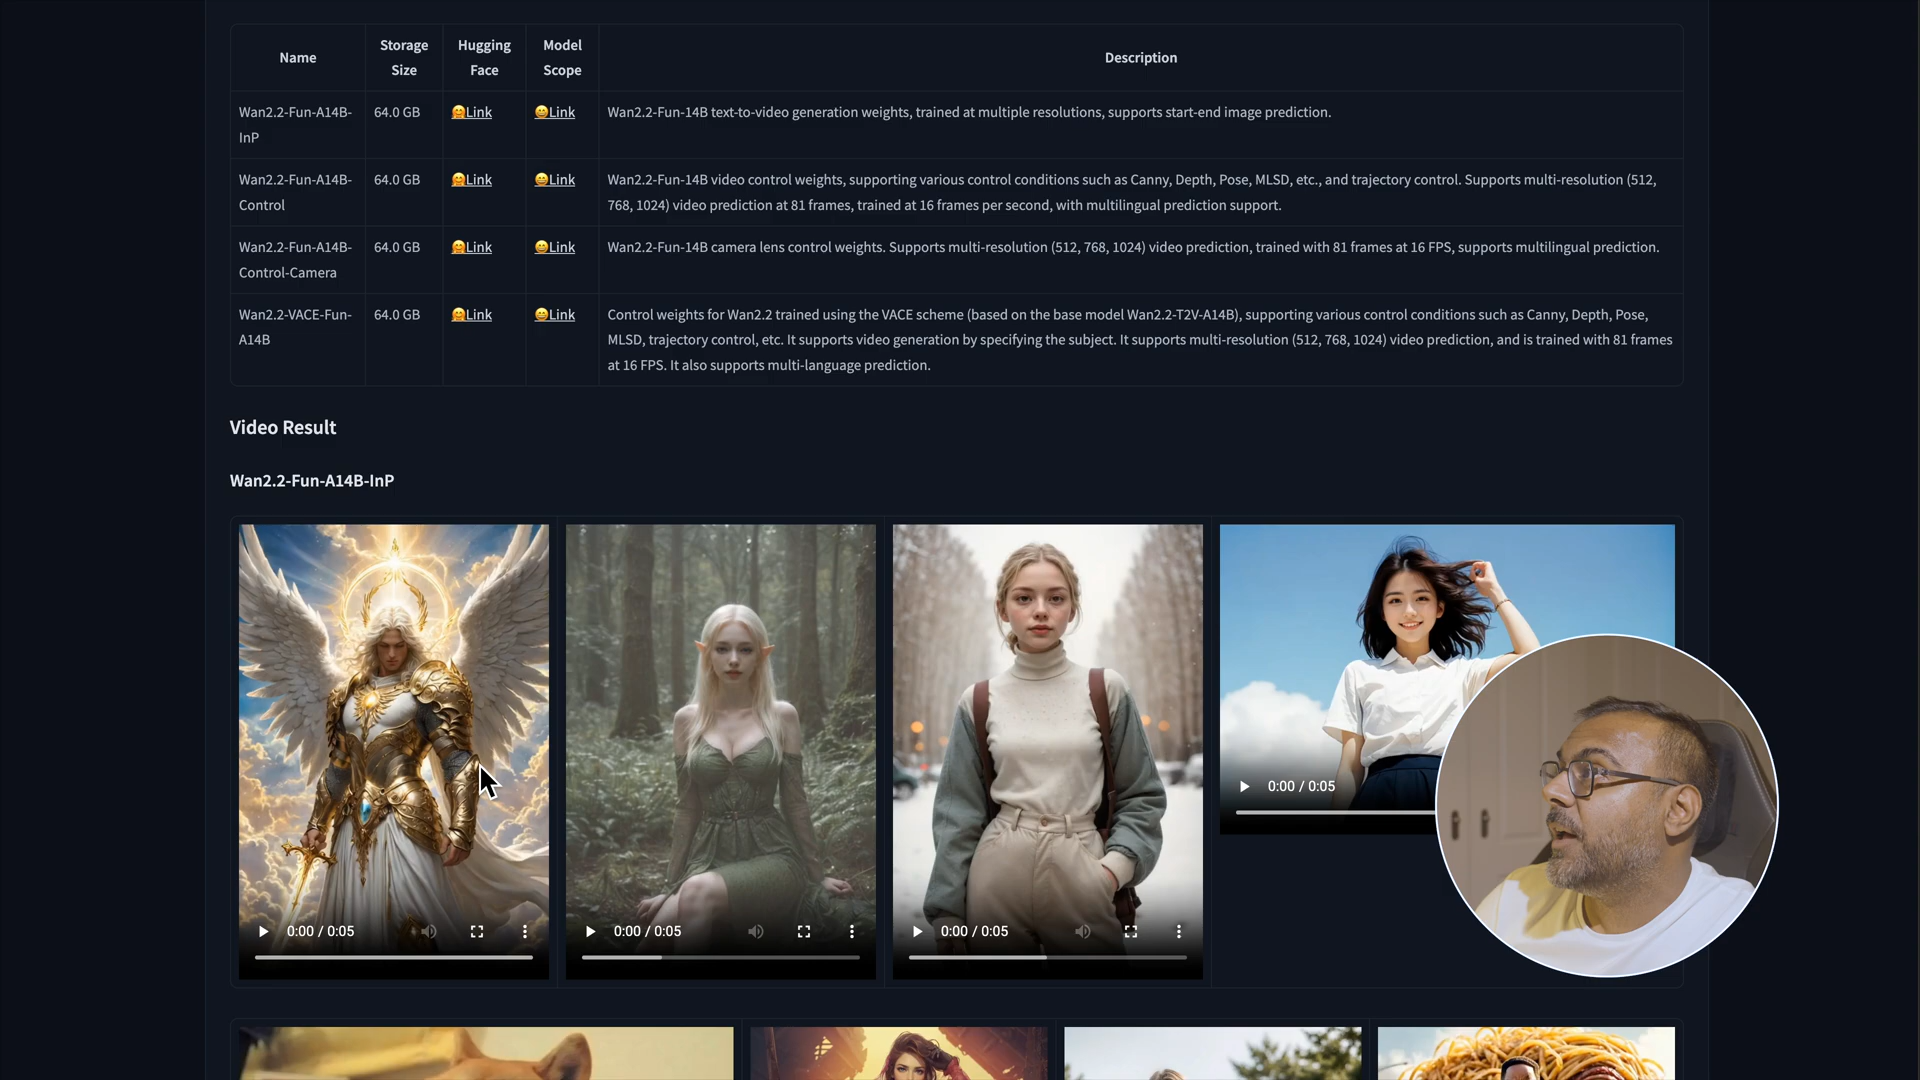 Name
Storage
Size
Hugging
Face
Model
Scope
Description
Wan2.2-Fun-A14B-
InP
64.0 GB
🤗Link
😄Link
Wan2.2-Fun-14B text-to-video generation weights, trained at multiple resolutions, supports start-end image prediction.
Wan2.2-Fun-A14B-
Control
64.0 GB
🤗Link
😄Link
Wan2.2-Fun-14B video control weights, supporting various control conditions such as Canny, Depth, Pose, MLSD, etc., and trajectory control. Supports multi-resolution (512,
768, 1024) video prediction at 81 frames, trained at 16 frames per second, with multilingual prediction support.
Wan2.2-Fun-A14B-
Control-Camera
64.0 GB
🤗Link
😄Link
Wan2.2-Fun-14B camera lens control weights. Supports multi-resolution (512, 768, 1024) video prediction, trained with 81 frames at 16 FPS, supports multilingual prediction.
Wan2.2-VACE-Fun-
A14B
64.0 GB
🤗Link
😄Link
Control weights for Wan2.2 trained using the VACE scheme (based on the base model Wan2.2-T2V-A14B), supporting various control conditions such as Canny, Depth, Pose,
MLSD, trajectory control, etc. It supports video generation by specifying the subject. It supports multi-resolution (512, 768, 1024) video prediction, and is trained with 81 frames
at 16 FPS. It also supports multi-language prediction.
Video Result
Wan2.2-Fun-A14B-InP
0:00 / 0:05
0:00 / 0:05
0:00 / 0:05
0:00 / 0:05